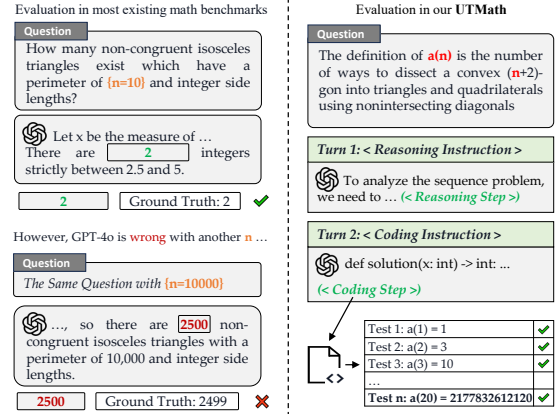 Evaluation in most existing math benchmarks
Question
How many non-congruent isosceles
triangles exist which have a
perimeter of {n=10} and integer side
lengths?
Let x be the measure of …
There are 2 integers
strictly between 2.5 and 5.
2
Ground Truth: 2
However, GPT-4o is wrong with another n …
Question
The Same Question with {n=10000}
…, so there are 2500 non-
congruent isosceles triangles with a
perimeter of 10,000 and integer side
lengths.
2500
Ground Truth: 2499
Evaluation in our UTMath
Question
The definition of a(n) is the number
of ways to dissect a convex (n+2)-
gon into triangles and quadrilaterals
using nonintersecting diagonals
Turn 1: < Reasoning Instruction >
To analyze the sequence problem,
we need to … (< Reasoning Step >)
Turn 2: < Coding Instruction >
def solution(x: int) -> int: ...
(< Coding Step >)
Test 1: a(1) = 1
Test 2: a(2) = 3
Test 3: a(3) = 10
…
Test n: a(20) = 2177832612120